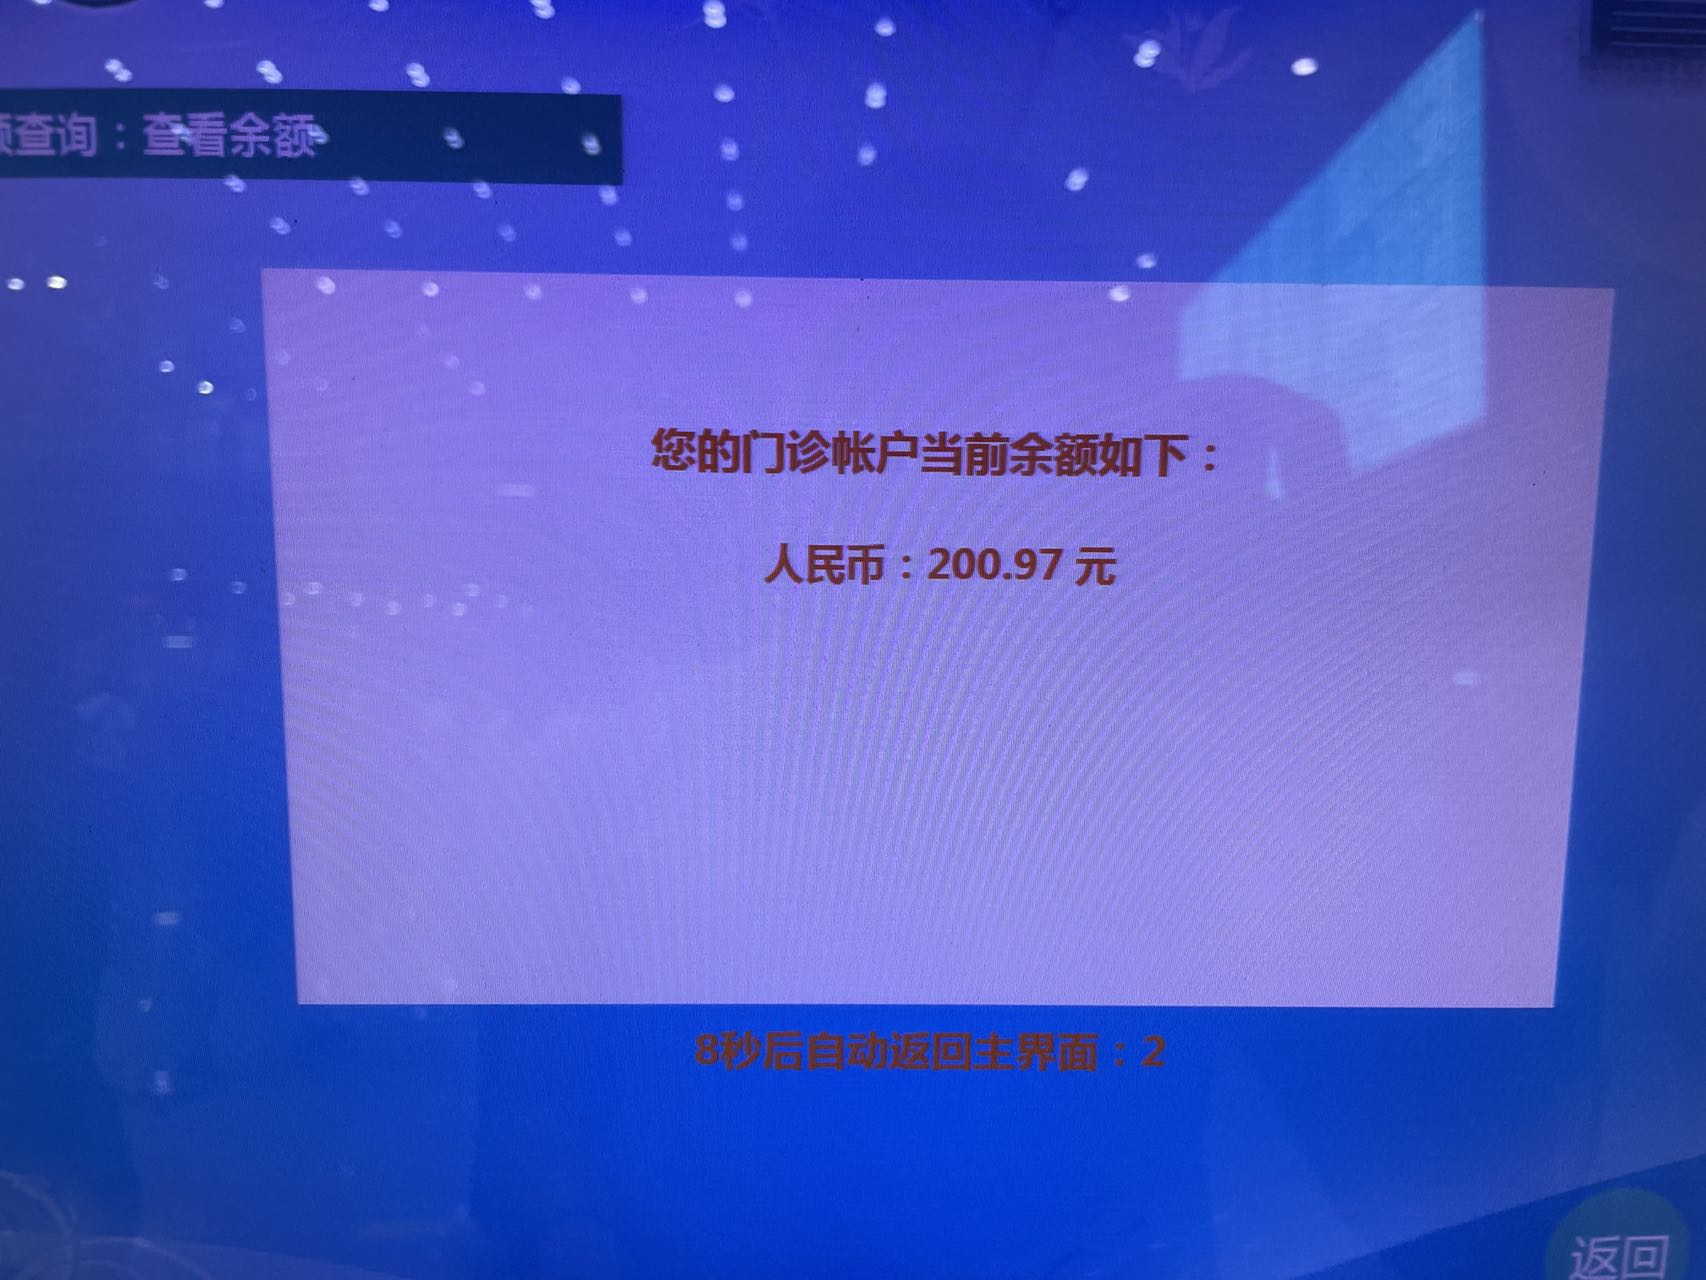 查询：查看余额
您的门诊帐户当前余额如下：
人民币：200.97 元
8秒后自动返回主界面：2
返回